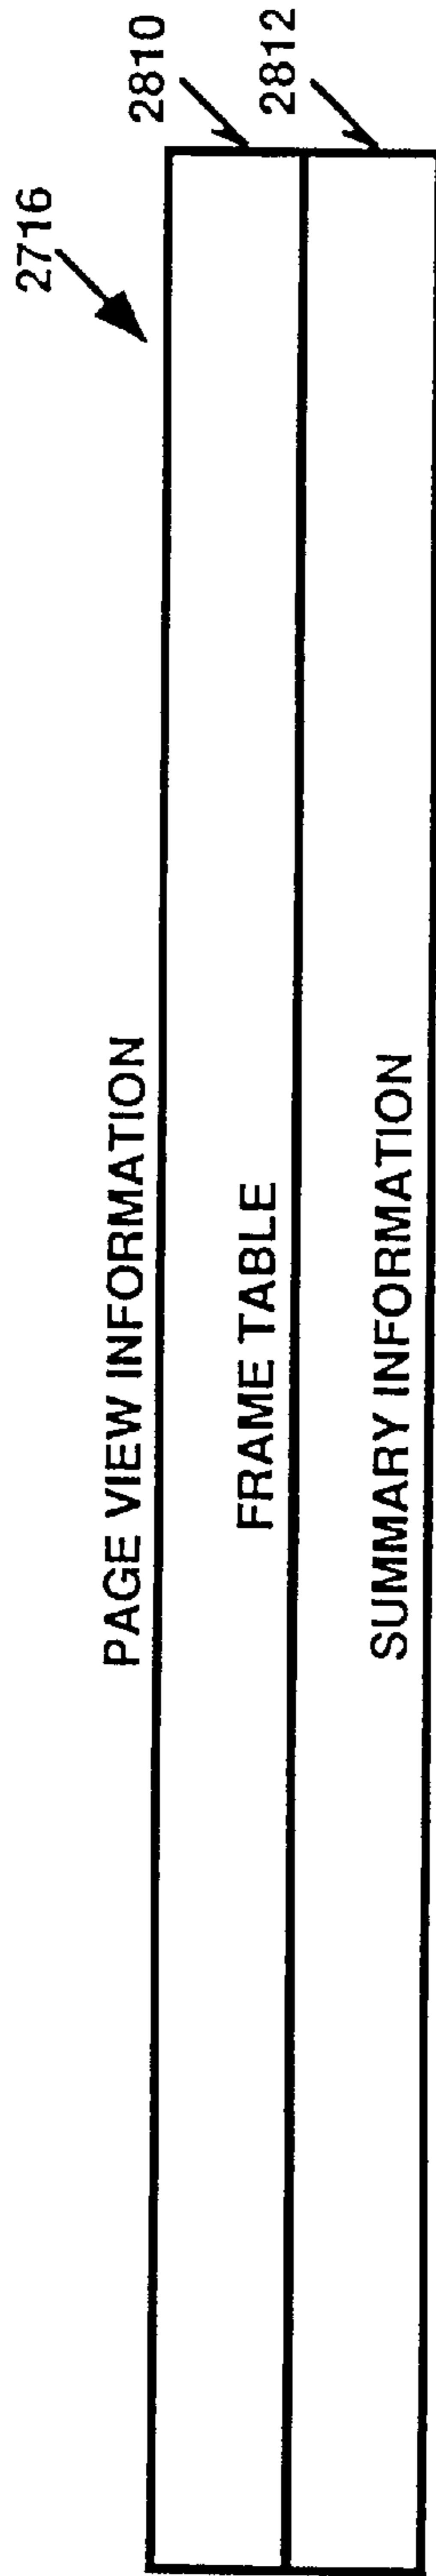 2716
PAGE VIEW INFORMATION
2810
FRAME TABLE
2812
SUMMARY INFORMATION